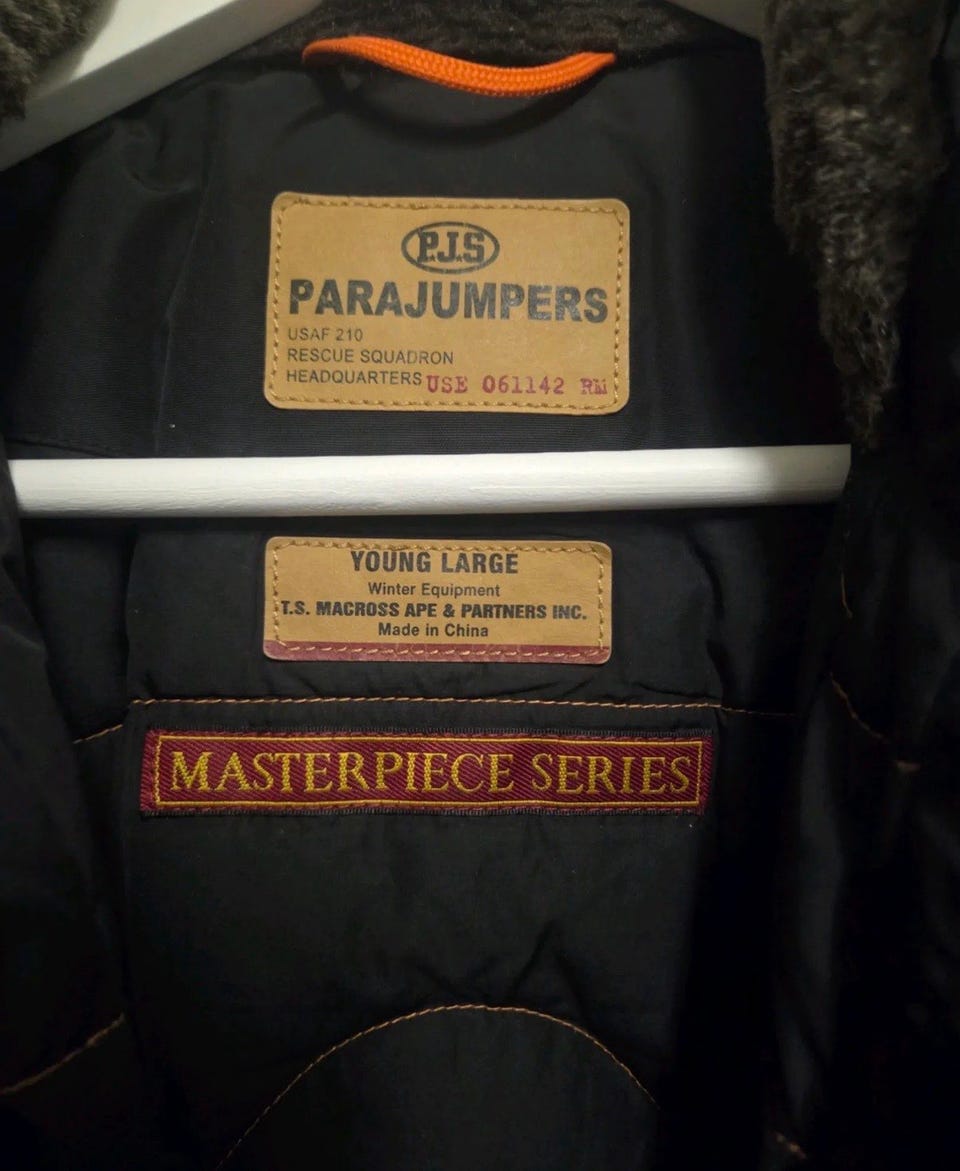 P.J.S
PARAJUMPERS
USAF 210
RESCUE SQUADRON
HEADQUARTERS USE 061142 RM
YOUNG LARGE
Winter Equipment
T.S. MACROSS APE & PARTNERS INC.
Made in China
MASTERPIECE SERIES